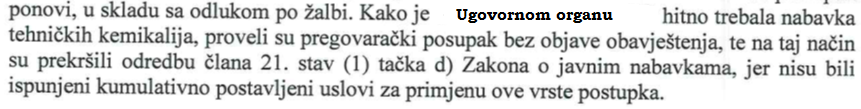 ponovi, u skladu sa odlukom po žalbi. Kako je Ugovornom organu hitno trebala nabavka
tehničkih kemikalija, proveli su pregovarački posupak bez objave obavještenja, te na taj način
su prekršili odredbu člana 21. stav (1) tačka d) Zakona o javnim nabavkama, jer nisu bili
ispunjeni kumulativno postavljeni uslovi za primjenu ove vrste postupka.